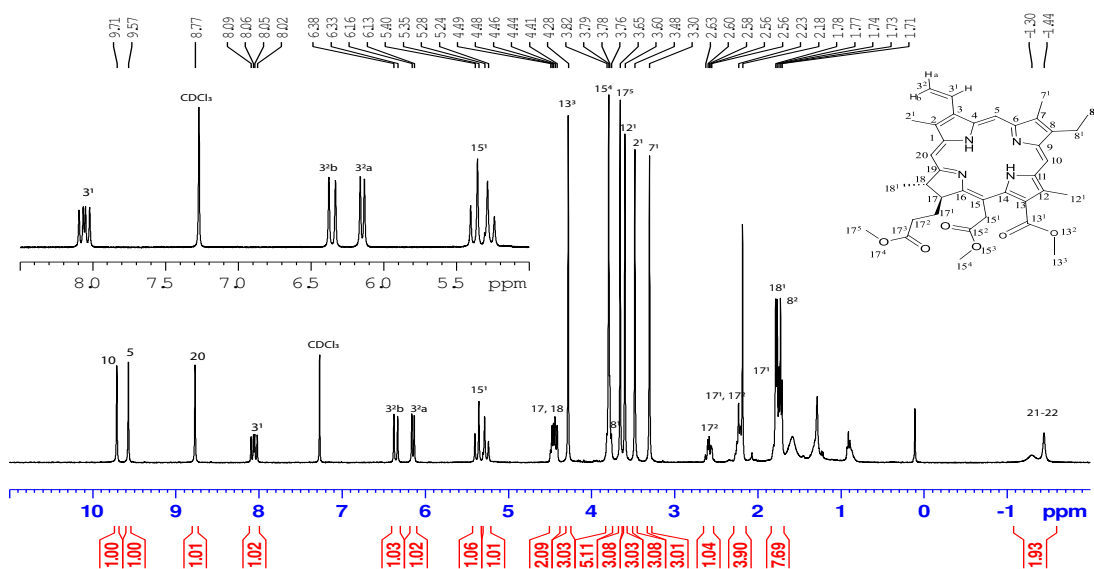 9.71 9.57 8.77 8.09 8.06 8.05 8.02 6.38 6.33 6.16 6.13 5.40 5.35 5.28 5.24 4.49 4.48 4.46 4.44 4.41 4.28 3.82 3.79 3.78 3.76 3.65 3.60 3.48 3.30 2.63 2.60 2.58 2.56 2.56 2.23 2.18 1.78 1.77 1.74 1.73 1.71 -1.30 -1.44
CDCl₃
13³ 15⁴ 17⁵ 12¹ 2¹ 7¹
3¹ 3²b 3²a 15¹
8.0 7.5 7.0 6.5 6.0 5.5 ppm
Ha
3² 3¹ H
Hb
7¹ 8
2¹ 3 4 5 6 7 8 8¹
2
1 NH N 9
20 10
19 N HN 11
18¹ 18 16 14 12
17 15 13 12¹
17¹ 15¹ 13¹
17² 15² O O 13²
17⁵ O 17³ O 15³
17⁴ O 15⁴ 13³
18¹
8²
10 5 20 CDCl₃
3¹ 3²b 3²a 15¹ 17, 18 8¹ 17² 17¹, 17² 17¹ 21-22
10 9 8 7 6 5 4 3 2 1 0 -1 ppm
1.00 1.00 1.01 1.02 1.03 1.02 1.06 1.01 2.09 3.03 5.11 3.08 3.03 3.08 3.01 1.04 3.90 7.69 1.93